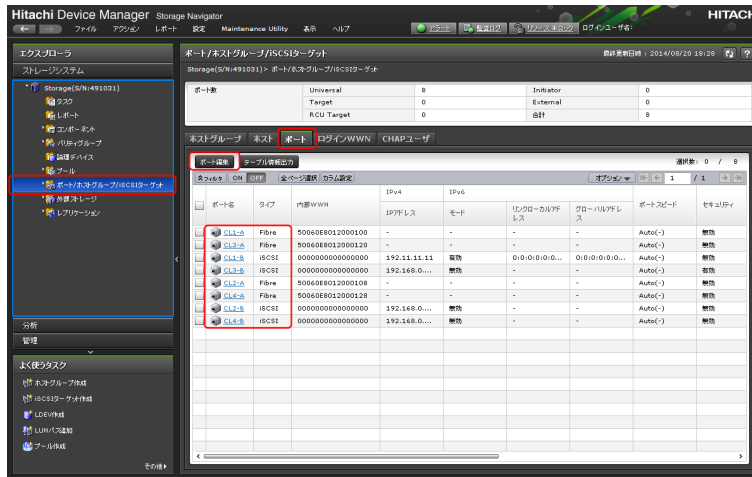 Hitachi Device Manager Storage Navigator
HITACHI
ファイル アクション レポート 設定 Maintenance Utility 表示 ヘルプ
アラート 監査ログ リソース未ロック ログインユーザ名:
エクスプローラ
ストレージシステム
Storage(S/N:491031)
タスク
レポート
コンポーネント
パリティグループ
論理デバイス
プール
ポート/ホストグループ/iSCSIターゲット
外部ストレージ
レプリケーション
分析
管理
よく使うタスク
ホストグループ作成
iSCSIターゲット作成
LDEV作成
LUNパス追加
プール作成
その他
ポート/ホストグループ/iSCSIターゲット
最終更新日時 : 2014/08/20 18:28
Storage(S/N:491031)> ポート/ホストグループ/iSCSIターゲット
ポート数 Universal 8 Initiator 0
Target 0 External 0
RCU Target 0 合計 8
ホストグループ ホスト ポート ログインWWN CHAPユーザ
ポート編集 テーブル情報出力 選択数: 0 / 8
フィルタ ON OFF 全ページ選択 カラム設定 オプション 1 / 1
ポート名 タイプ 内部WWN IPv4 IPv6 ポートスピード セキュリティ
IPアドレス モード リンクローカルアドレス グローバルアドレス
CL1-A Fibre 50060E8012000100 - - - - Auto(-) 無効
CL3-A Fibre 50060E8012000120 - - - - Auto(-) 無効
CL1-B iSCSI 0000000000000000 192.11.11.11 有効 0:0:0:0:0:0... 0:0:0:0:0:0... Auto(-) 有効
CL3-B iSCSI 0000000000000000 192.168.0.... 無効 - - Auto(-) 無効
CL2-A Fibre 50060E8012000108 - - - - Auto(-) 無効
CL4-A Fibre 50060E8012000128 - - - - Auto(-) 無効
CL2-B iSCSI 0000000000000000 192.168.0.... 無効 - - Auto(-) 無効
CL4-B iSCSI 0000000000000000 192.168.0.... 無効 - - Auto(-) 無効